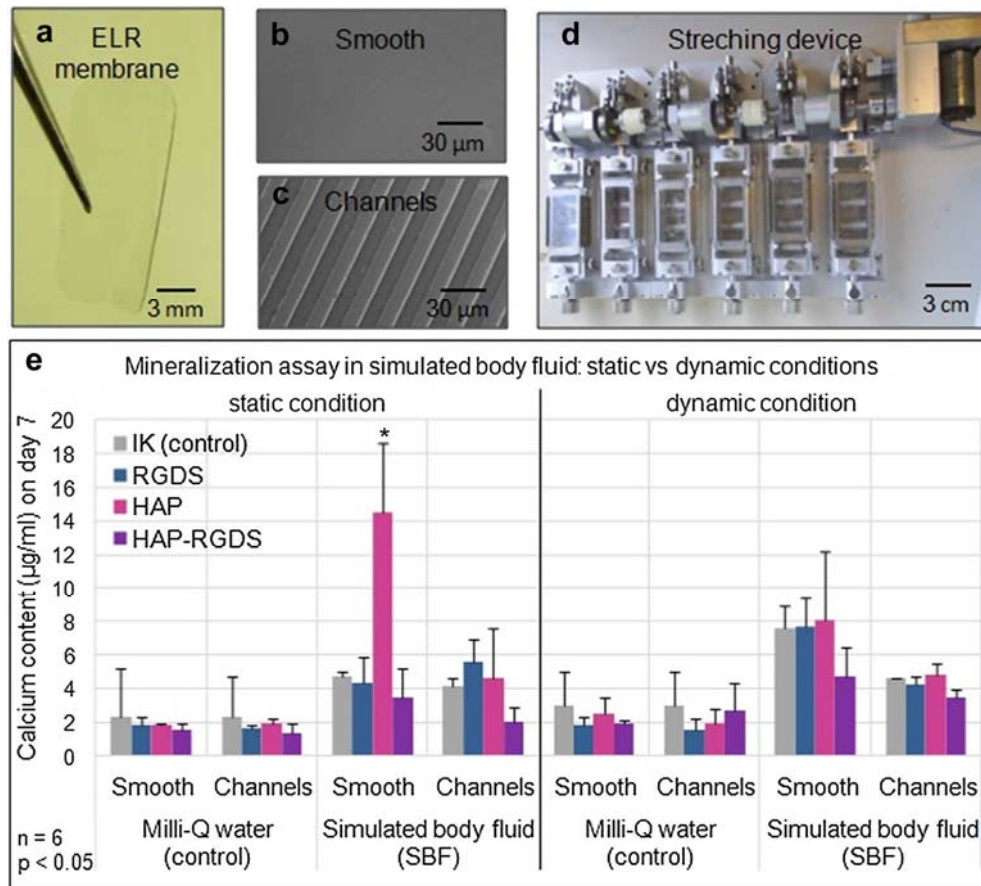 a
ELR
membrane
3 mm
b
Smooth
30 µm
c
Channels
30 µm
d
Streching device
3 cm
e
Mineralization assay in simulated body fluid: static vs dynamic conditions
static condition
dynamic condition
Calcium content (µg/ml) on day 7
20
18
16
14
12
10
8
6
4
2
0
IK (control)
RGDS
HAP
HAP-RGDS
*
Smooth Channels Smooth Channels Smooth Channels Smooth Channels
Milli-Q water
(control)
Simulated body fluid
(SBF)
Milli-Q water
(control)
Simulated body fluid
(SBF)
n = 6
p < 0.05